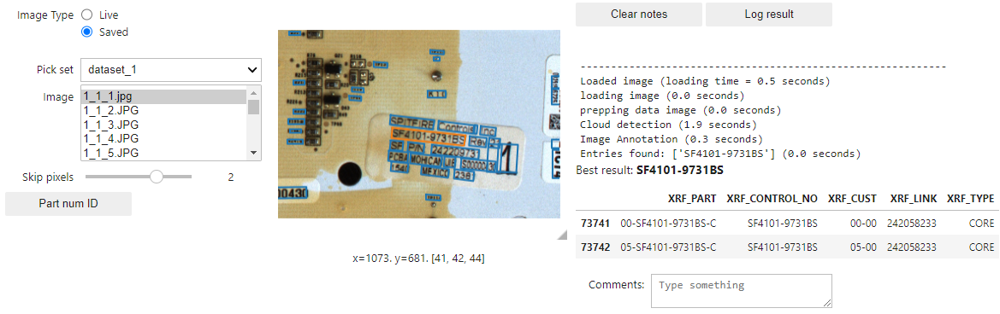 Image Type
Live
Saved
Pick set
dataset_1
Image
1_1_1.jpg
1_1_2.JPG
1_1_3.JPG
1_1_4.JPG
1_1_5.JPG
Skip pixels
2
Part num ID
SPITFIRE Controls Inc
SF4101-9731BS Rev 2
SF P/N 242209731
PCBA MOHICAN UIB
1540 MEXICO 2381
1
00430
x=1073. y=681. [41, 42, 44]
Clear notes
Log result
------------------------------------------------------------
Loaded image (loading time = 0.5 seconds)
loading image (0.0 seconds)
prepping data image (0.0 seconds)
Cloud detection (1.9 seconds)
Image Annotation (0.3 seconds)
Entries found: ['SF4101-9731BS'] (0.0 seconds)
Best result: SF4101-9731BS
XRF_PART XRF_CONTROL_NO XRF_CUST XRF_LINK XRF_TYPE
73741 00-SF4101-9731BS-C SF4101-9731BS 00-00 242058233 CORE
73742 05-SF4101-9731BS-C SF4101-9731BS 05-00 242058233 CORE
Comments:
Type something